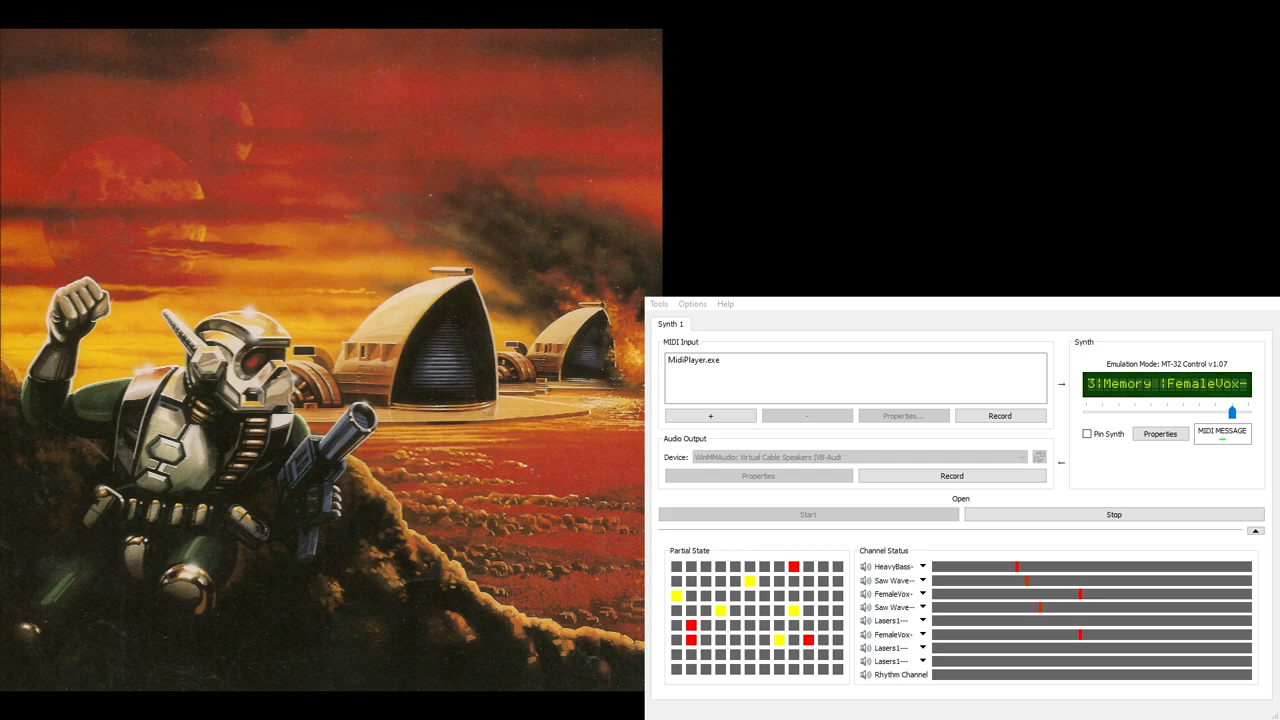 Tools Options Help
Synth 1
MIDI Input
MidiPlayer.exe
+ - Properties... Record
Audio Output
Device: WinMMAudio: Virtual Cable Speakers (VB-Audi
Properties Record
Synth
Emulation Mode: MT-32 Control v1.07
3|Memory |FemaleVox-
Pin Synth Properties MIDI MESSAGE
Open
Start Stop
Partial State
Channel Status
HeavyBass-
Saw Wave--
FemaleVox-
Saw Wave--
Lasers1---
FemaleVox-
Lasers1---
Lasers1---
Rhythm Channel